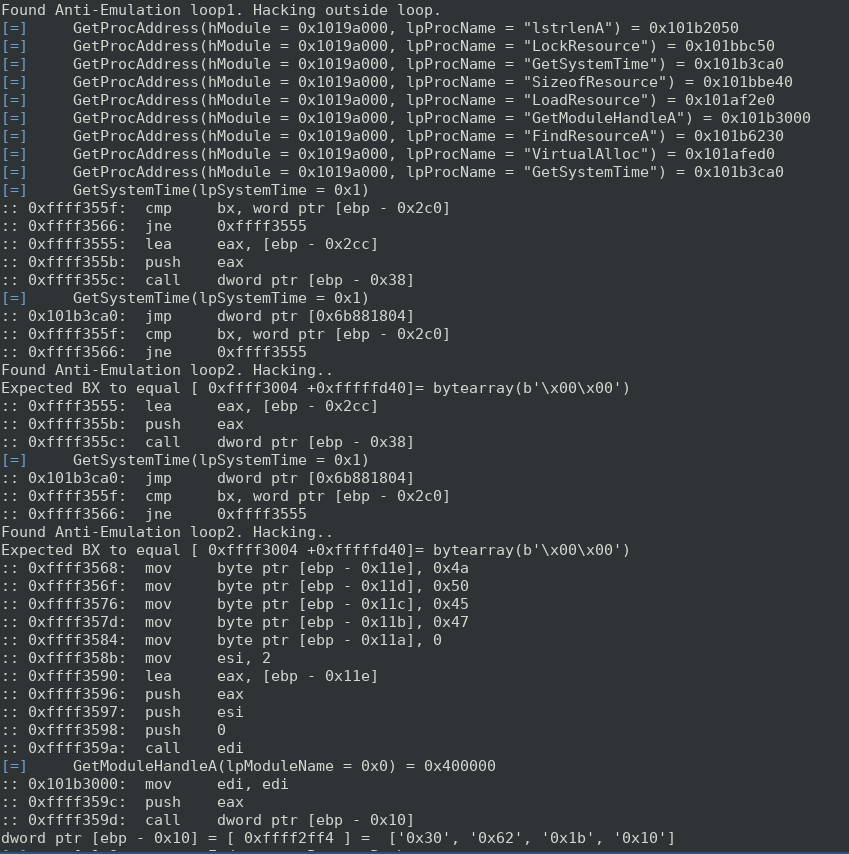 Found Anti-Emulation loop1. Hacking outside loop.
[=]     GetProcAddress(hModule = 0x1019a000, lpProcName = "lstrlenA") = 0x101b2050
[=]     GetProcAddress(hModule = 0x1019a000, lpProcName = "LockResource") = 0x101bbc50
[=]     GetProcAddress(hModule = 0x1019a000, lpProcName = "GetSystemTime") = 0x101b3ca0
[=]     GetProcAddress(hModule = 0x1019a000, lpProcName = "SizeofResource") = 0x101bbe40
[=]     GetProcAddress(hModule = 0x1019a000, lpProcName = "LoadResource") = 0x101af2e0
[=]     GetProcAddress(hModule = 0x1019a000, lpProcName = "GetModuleHandleA") = 0x101b3000
[=]     GetProcAddress(hModule = 0x1019a000, lpProcName = "FindResourceA") = 0x101b6230
[=]     GetProcAddress(hModule = 0x1019a000, lpProcName = "VirtualAlloc") = 0x101afed0
[=]     GetProcAddress(hModule = 0x1019a000, lpProcName = "GetSystemTime") = 0x101b3ca0
[=]     GetSystemTime(lpSystemTime = 0x1)
:: 0xffff355f:  cmp     bx, word ptr [ebp - 0x2c0]
:: 0xffff3566:  jne     0xffff3555
:: 0xffff3555:  lea     eax, [ebp - 0x2cc]
:: 0xffff355b:  push    eax
:: 0xffff355c:  call    dword ptr [ebp - 0x38]
[=]     GetSystemTime(lpSystemTime = 0x1)
:: 0x101b3ca0:  jmp     dword ptr [0x6b881804]
:: 0xffff355f:  cmp     bx, word ptr [ebp - 0x2c0]
:: 0xffff3566:  jne     0xffff3555
Found Anti-Emulation loop2. Hacking..
Expected BX to equal [ 0xffff3004 +0xfffffd40]= bytearray(b'\x00\x00')
:: 0xffff3555:  lea     eax, [ebp - 0x2cc]
:: 0xffff355b:  push    eax
:: 0xffff355c:  call    dword ptr [ebp - 0x38]
[=]     GetSystemTime(lpSystemTime = 0x1)
:: 0x101b3ca0:  jmp     dword ptr [0x6b881804]
:: 0xffff355f:  cmp     bx, word ptr [ebp - 0x2c0]
:: 0xffff3566:  jne     0xffff3555
Found Anti-Emulation loop2. Hacking..
Expected BX to equal [ 0xffff3004 +0xfffffd40]= bytearray(b'\x00\x00')
:: 0xffff3568:  mov     byte ptr [ebp - 0x11e], 0x4a
:: 0xffff356f:  mov     byte ptr [ebp - 0x11d], 0x50
:: 0xffff3576:  mov     byte ptr [ebp - 0x11c], 0x45
:: 0xffff357d:  mov     byte ptr [ebp - 0x11b], 0x47
:: 0xffff3584:  mov     byte ptr [ebp - 0x11a], 0
:: 0xffff358b:  mov     esi, 2
:: 0xffff3590:  lea     eax, [ebp - 0x11e]
:: 0xffff3596:  push    eax
:: 0xffff3597:  push    esi
:: 0xffff3598:  push    0
:: 0xffff359a:  call    edi
[=]     GetModuleHandleA(lpModuleName = 0x0) = 0x400000
:: 0x101b3000:  mov     edi, edi
:: 0xffff359c:  push    eax
:: 0xffff359d:  call    dword ptr [ebp - 0x10]
dword ptr [ebp - 0x10] = [ 0xffff2ff4 ] =  ['0x30', '0x62', '0x1b', '0x10']